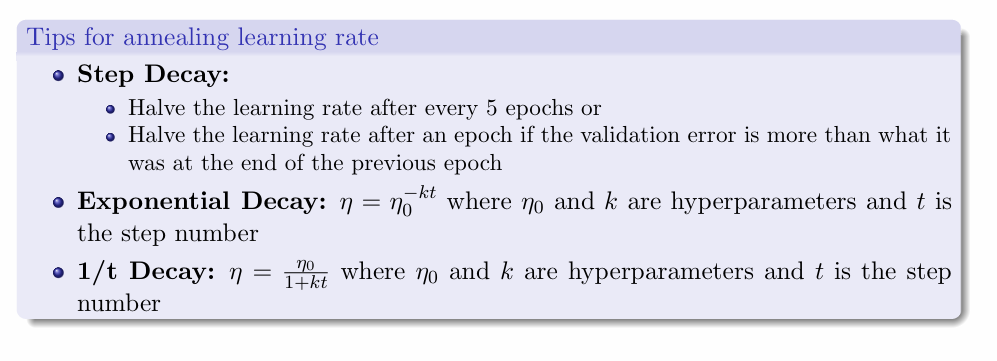 Tips for annealing learning rate
Step Decay:
Halve the learning rate after every 5 epochs or
Halve the learning rate after an epoch if the validation error is more than what it
was at the end of the previous epoch
Exponential Decay: η = η₀^{−kt} where η₀ and k are hyperparameters and t is
the step number
1/t Decay: η = η₀/(1+kt) where η₀ and k are hyperparameters and t is the step
number